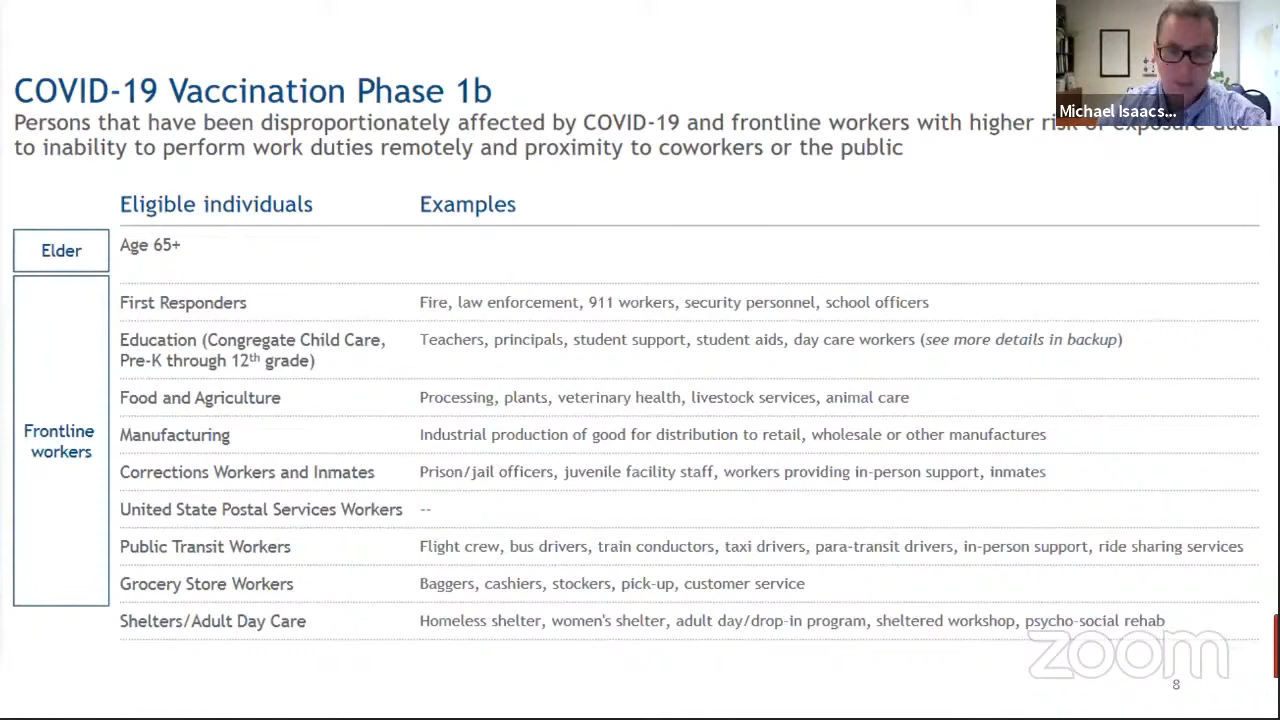 COVID-19 Vaccination Phase 1b
Michael Isaacs...
Persons that have been disproportionately affected by COVID-19 and frontline workers with higher risk of exposure due
to inability to perform work duties remotely and proximity to coworkers or the public
Eligible individuals Examples
Elder Age 65+
First Responders Fire, law enforcement, 911 workers, security personnel, school officers
Education (Congregate Child Care, Teachers, principals, student support, student aids, day care workers (see more details in backup)
Pre-K through 12th grade)
Food and Agriculture Processing, plants, veterinary health, livestock services, animal care
Frontline Manufacturing Industrial production of good for distribution to retail, wholesale or other manufactures
workers
Corrections Workers and Inmates Prison/jail officers, juvenile facility staff, workers providing in-person support, inmates
United State Postal Services Workers --
Public Transit Workers Flight crew, bus drivers, train conductors, taxi drivers, para-transit drivers, in-person support, ride sharing services
Grocery Store Workers Baggers, cashiers, stockers, pick-up, customer service
Shelters/Adult Day Care Homeless shelter, women's shelter, adult day/drop-in program, sheltered workshop, psycho-social rehab
zoom
8